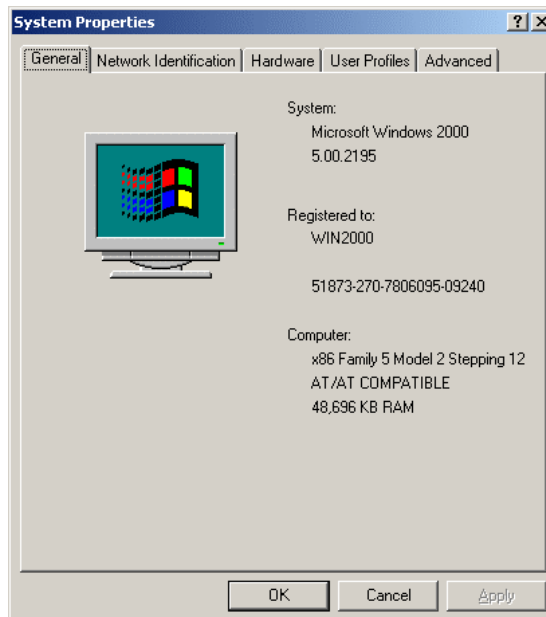 System Properties
General Network Identification Hardware User Profiles Advanced
System:
Microsoft Windows 2000
5.00.2195
Registered to:
WIN2000
51873-270-7806095-09240
Computer:
x86 Family 5 Model 2 Stepping 12
AT/AT COMPATIBLE
48,696 KB RAM
OK Cancel Apply